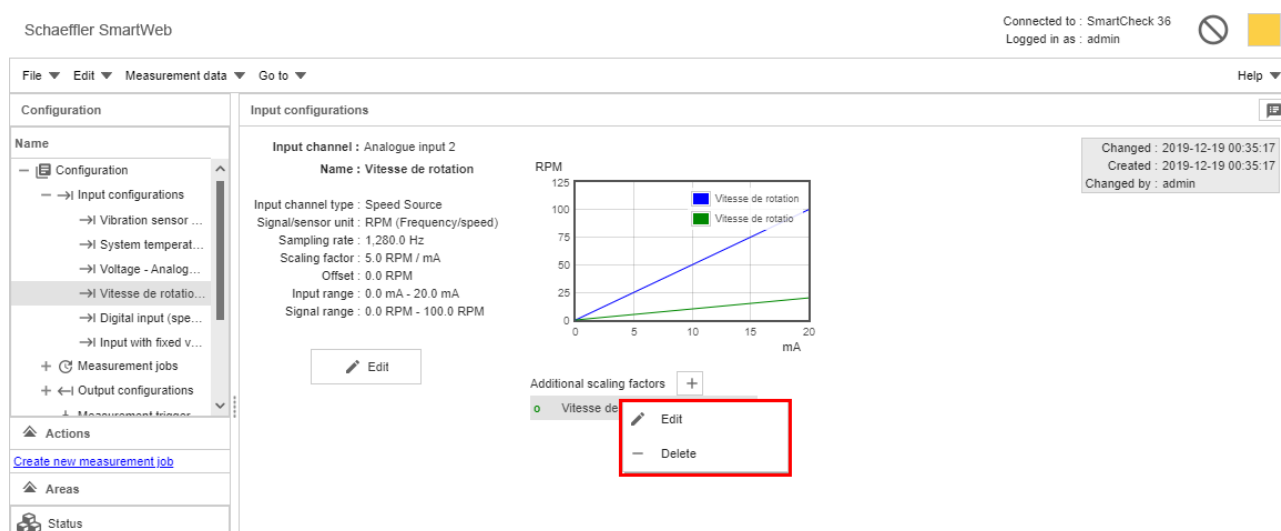 Schaeffler SmartWeb
Connected to : SmartCheck 36
Logged in as : admin
File Edit Measurement data Go to Help
Configuration
Name
Configuration
Input configurations
Vibration sensor ...
System temperat...
Voltage - Analog...
Vitesse de rotatio...
Digital input (spe...
Input with fixed v...
Measurement jobs
Output configurations
Measurement trigger
Actions
Create new measurement job
Areas
Status
Input configurations
Input channel : Analogue input 2
Name : Vitesse de rotation
Input channel type : Speed Source
Signal/sensor unit : RPM (Frequency/speed)
Sampling rate : 1,280.0 Hz
Scaling factor : 5.0 RPM / mA
Offset : 0.0 RPM
Input range : 0.0 mA - 20.0 mA
Signal range : 0.0 RPM - 100.0 RPM
Edit
RPM
125
100
75
50
25
0
0 5 10 15 20
mA
Vitesse de rotation
Vitesse de rotatio
Additional scaling factors +
o Vitesse de
Edit
Delete
Changed : 2019-12-19 00:35:17
Created : 2019-12-19 00:35:17
Changed by : admin